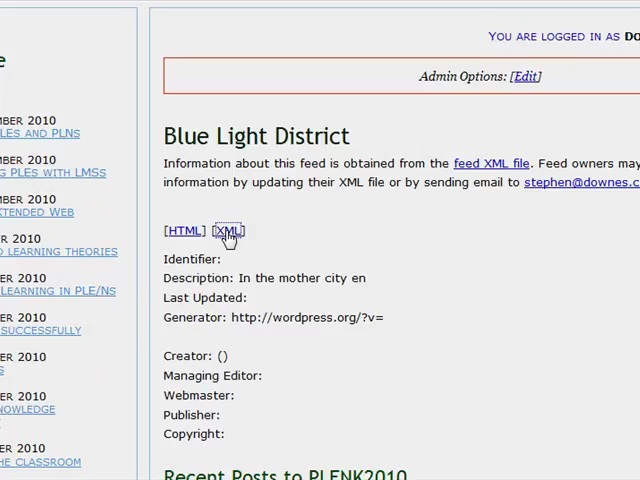 YOU ARE LOGGED IN AS
Admin Options: [Edit]
2010
LES AND PLNS
2010
G PLES WITH LMSS
2010
XTENDED WEB
2010
LEARNING THEORIES
2010
LEARNING IN PLE/NS
2010
SUCCESSFULLY
2010
2010
NOWLEDGE
2010
HE CLASSROOM
Blue Light District
Information about this feed is obtained from the feed XML file. Feed owners may
information by updating their XML file or by sending email to stephen@downes.c
[HTML] [XML]
Identifier:
Description: In the mother city en
Last Updated:
Generator: http://wordpress.org/?v=
Creator: ()
Managing Editor:
Webmaster:
Publisher:
Copyright:
Recent Posts to PLENK2010